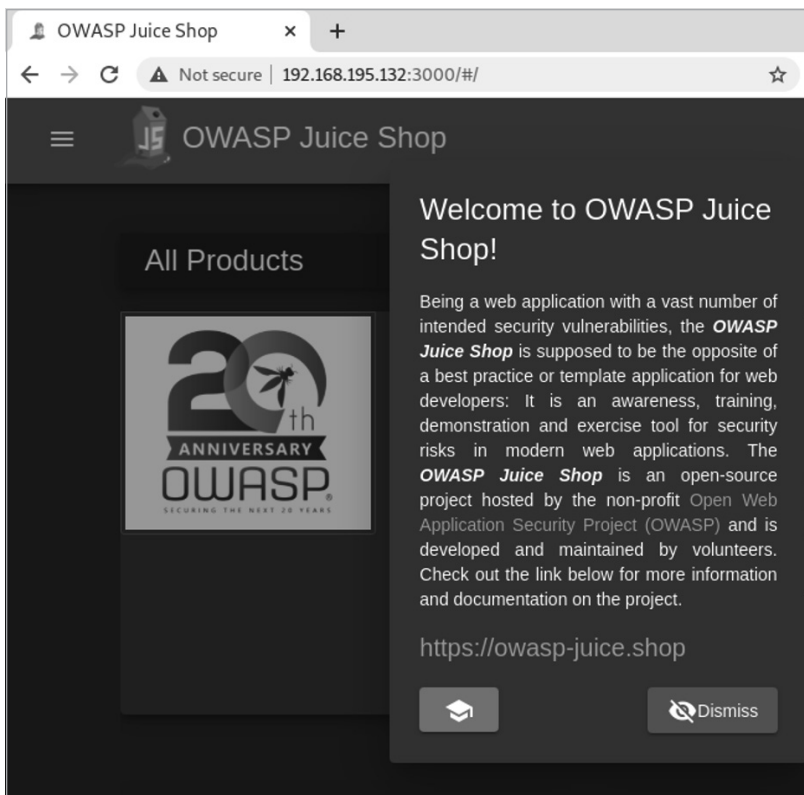 OWASP Juice Shop
Not secure 192.168.195.132:3000/#/
JS OWASP Juice Shop
Welcome to OWASP Juice
Shop!
All Products
Being a web application with a vast number of
intended security vulnerabilities, the OWASP
Juice Shop is supposed to be the opposite of
a best practice or template application for web
developers: It is an awareness, training,
demonstration and exercise tool for security
risks in modern web applications. The
OWASP Juice Shop is an open-source
project hosted by the non-profit Open Web
Application Security Project (OWASP) and is
developed and maintained by volunteers.
Check out the link below for more information
and documentation on the project.
https://owasp-juice.shop
Dismiss
20th
ANNIVERSARY
OWASP®
SECURING THE NEXT 20 YEARS